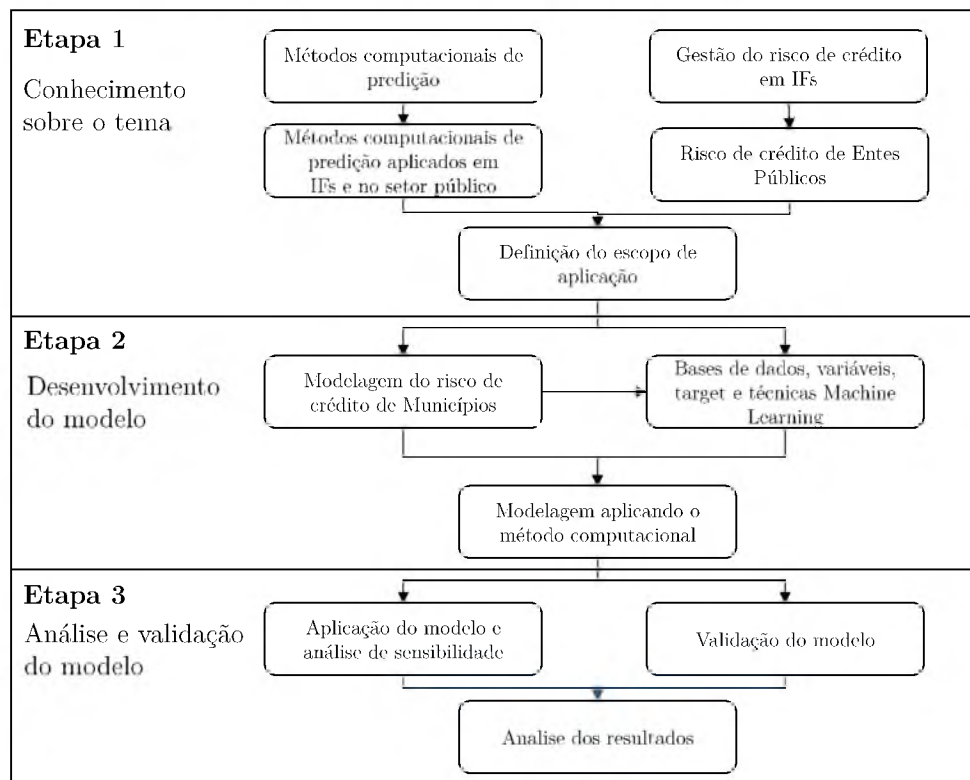 Etapa 1
Conhecimento
sobre o tema
Métodos computacionais de
predição
Gestão do risco de crédito
em IFs
Métodos computacionais de
predição aplicados em
IFs e no setor público
Risco de crédito de Entes
Públicos
Definição do escopo de
aplicação
Etapa 2
Desenvolvimento
do modelo
Modelagem do risco de
crédito de Municípios
Bases de dados, variáveis,
target e técnicas Machine
Learning
Modelagem aplicando o
método computacional
Etapa 3
Análise e validação
do modelo
Aplicação do modelo e
análise de sensibilidade
Validação do modelo
Analise dos resultados